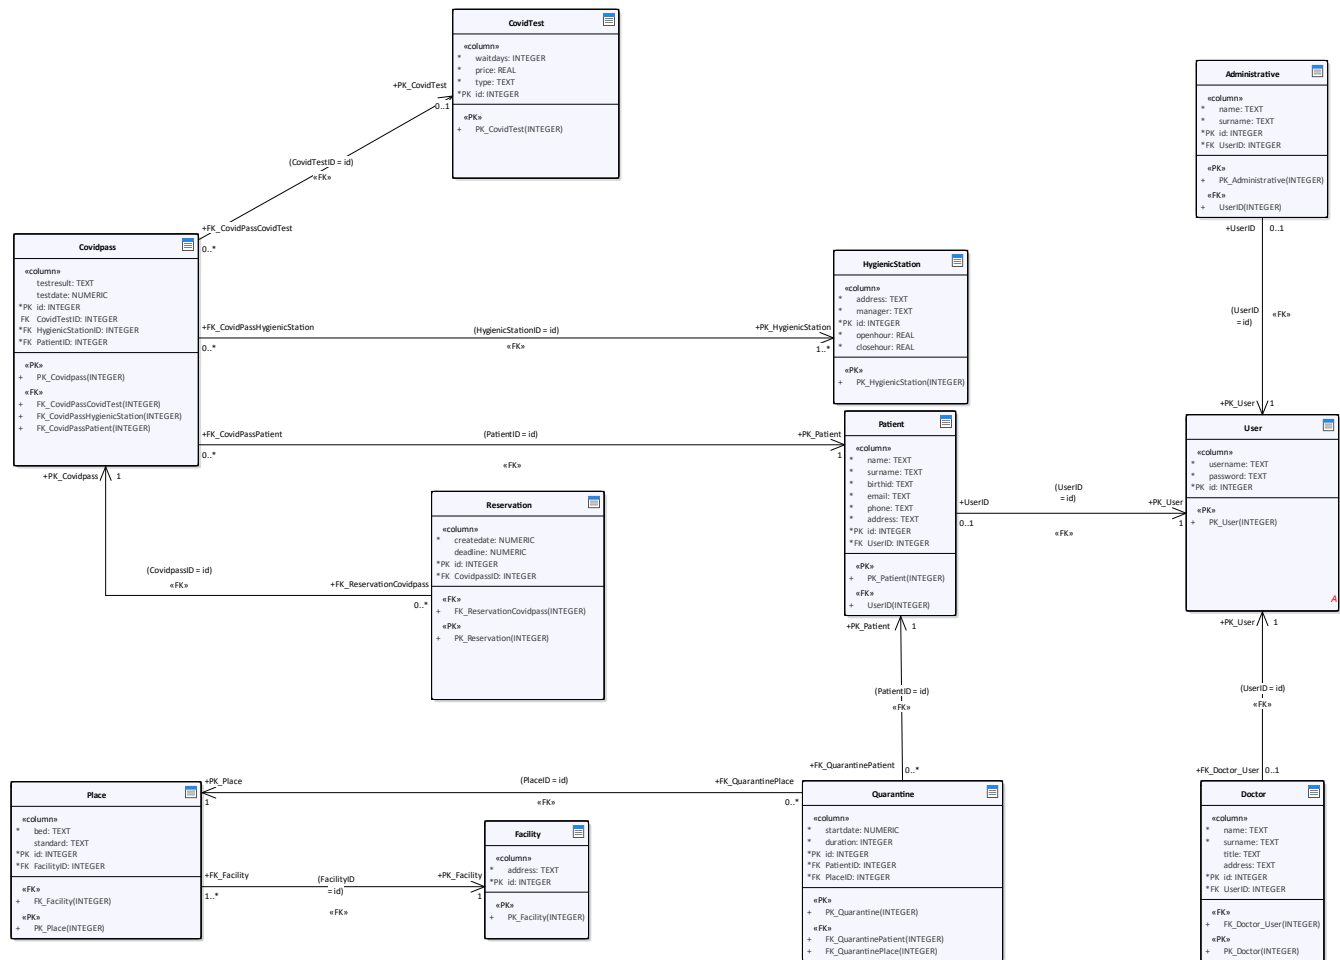 CovidTest
«column»
* waitdays: INTEGER
* price: REAL
* type: TEXT
*PK id: INTEGER
«PK»
+ PK_CovidTest(INTEGER)
+PK_CovidTest
0..1
(CovidTestID = id)
«FK»
+FK_CovidPassCovidTest
0..*
Administrative
«column»
* name: TEXT
* surname: TEXT
*PK id: INTEGER
*FK UserID: INTEGER
«PK»
+ PK_Administrative(INTEGER)
«FK»
+ UserID(INTEGER)
+UserID
0..1
(UserID
= id)
«FK»
+PK_User
1
Covidpass
«column»
testresult: TEXT
testdate: NUMERIC
*PK id: INTEGER
FK CovidTestID: INTEGER
*FK HygienicStationID: INTEGER
*FK PatientID: INTEGER
«PK»
+ PK_Covidpass(INTEGER)
«FK»
+ FK_CovidPassCovidTest(INTEGER)
+ FK_CovidPassHygienicStation(INTEGER)
+ FK_CovidPassPatient(INTEGER)
+FK_CovidPassHygienicStation
0..*
(HygienicStationID = id)
«FK»
+PK_HygienicStation
1..*
HygienicStation
«column»
* address: TEXT
* manager: TEXT
*PK id: INTEGER
* openhour: REAL
* closehour: REAL
«PK»
+ PK_HygienicStation(INTEGER)
+FK_CovidPassPatient
0..*
(PatientID = id)
«FK»
+PK_Patient
1
Patient
«column»
* name: TEXT
* surname: TEXT
* birthid: TEXT
* email: TEXT
* phone: TEXT
* address: TEXT
*PK id: INTEGER
*FK UserID: INTEGER
«PK»
+ PK_Patient(INTEGER)
«FK»
+ UserID(INTEGER)
+UserID
0..1
(UserID
= id)
«FK»
+PK_User
1
User
«column»
* username: TEXT
* password: TEXT
*PK id: INTEGER
«PK»
+ PK_User(INTEGER)
A
+PK_Covidpass
1
(CovidpassID = id)
«FK»
+FK_ReservationCovidpass
0..*
Reservation
«column»
* createdate: NUMERIC
deadline: NUMERIC
*PK id: INTEGER
*FK CovidpassID: INTEGER
«FK»
+ FK_ReservationCovidpass(INTEGER)
«PK»
+ PK_Reservation(INTEGER)
+PK_Patient
1
(PatientID = id)
«FK»
+FK_QuarantinePatient
0..*
+PK_User
1
(UserID = id)
«FK»
+FK_Doctor_User
0..1
Place
«column»
* bed: TEXT
standard: TEXT
*PK id: INTEGER
*FK FacilityID: INTEGER
«FK»
+ FK_Facility(INTEGER)
«PK»
+ PK_Place(INTEGER)
+PK_Place
1
(PlaceID = id)
«FK»
+FK_QuarantinePlace
0..*
+FK_Facility
1..*
(FacilityID
= id)
«FK»
+PK_Facility
1
Facility
«column»
* address: TEXT
*PK id: INTEGER
«PK»
+ PK_Facility(INTEGER)
Quarantine
«column»
* startdate: NUMERIC
* duration: INTEGER
*PK id: INTEGER
*FK PatientID: INTEGER
*FK PlaceID: INTEGER
«PK»
+ PK_Quarantine(INTEGER)
«FK»
+ FK_QuarantinePatient(INTEGER)
+ FK_QuarantinePlace(INTEGER)
Doctor
«column»
* name: TEXT
* surname: TEXT
title: TEXT
address: TEXT
*PK id: INTEGER
*FK UserID: INTEGER
«FK»
+ FK_Doctor_User(INTEGER)
«PK»
+ PK_Doctor(INTEGER)